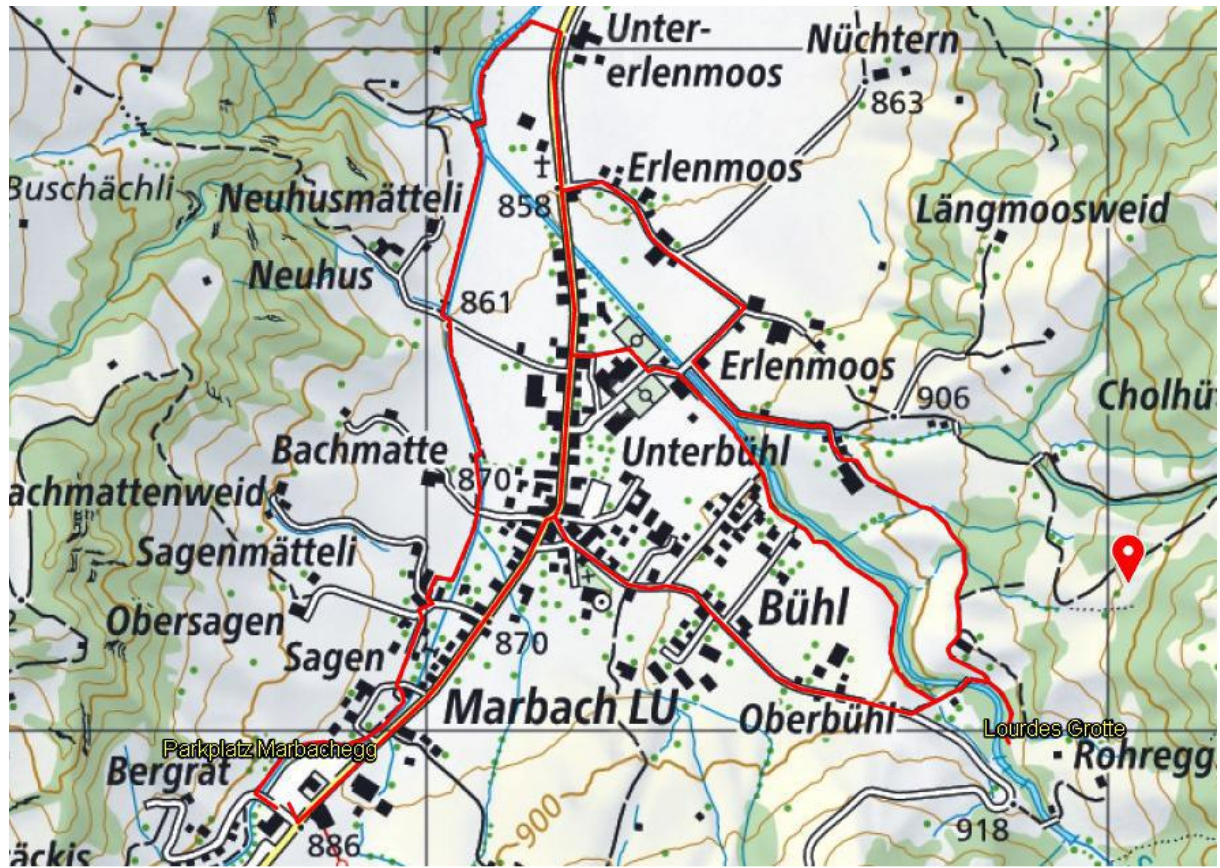 Unter-
erlenmoos
Nüchtern
863
Erlenmoos
Buschächli
Neuhusmätteli
858
Längmoosweid
Neuhus
861
Erlenmoos
906
Cholhü
Bachmatte
870
Unterbühl
achmattenweid
Sagenmätteli
Obersagen
Bühl
870
Sagen
Marbach LU
Oberbühl
Lourdes Grotte
Parkplatz Marbachegg
Bergrat
Rohregg
900
918
886
äckis